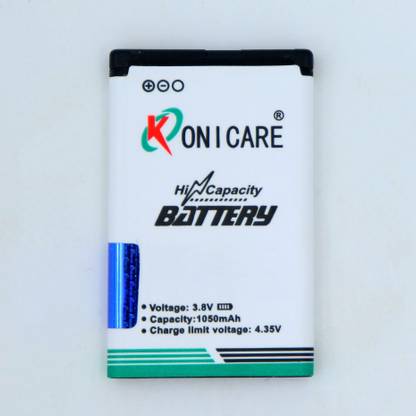 KONICARE®
Hi Capacity
BATTERY
• Voltage: 3.8V
• Capacity:1050mAh
• Charge limit voltage: 4.35V